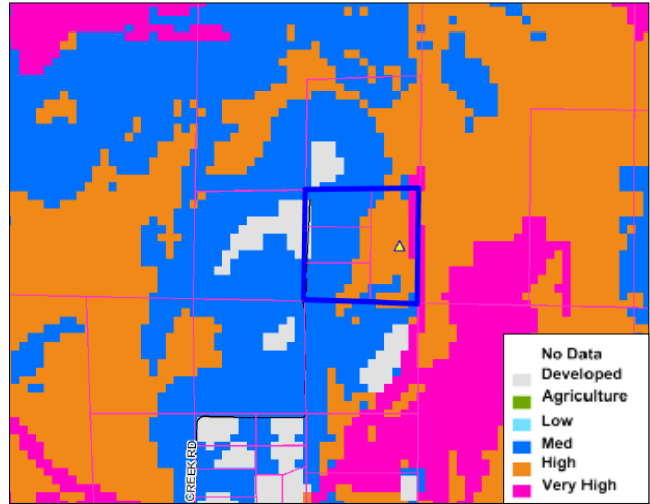 CREEK RD
No Data
Developed
Agriculture
Low
Med
High
Very High